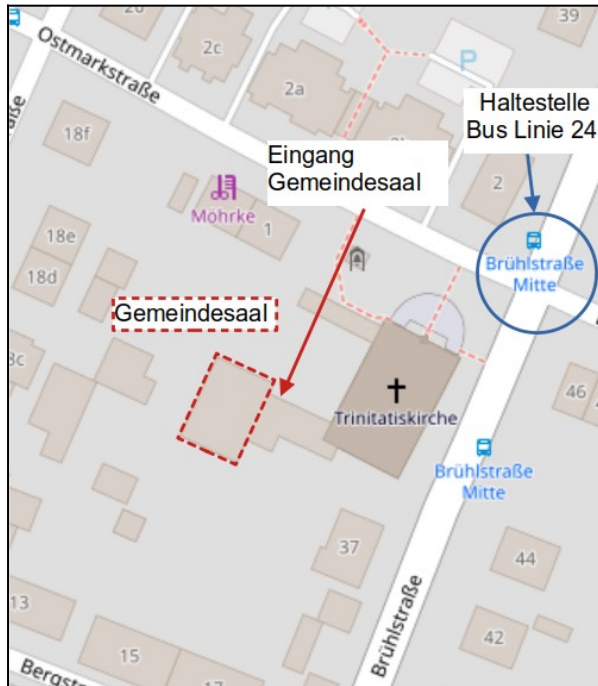 39
2c
2a
P
Ostmarkstraße
Haltestelle
Bus Linie 24
18f
Eingang
Gemeindesaal
2
Möhrke
1
18e
18d
Brühlstraße
Mitte
Gemeindesaal
46
Trinitatiskirche
Brühlstraße
Mitte
37
44
13
42
15
Brühlstraße